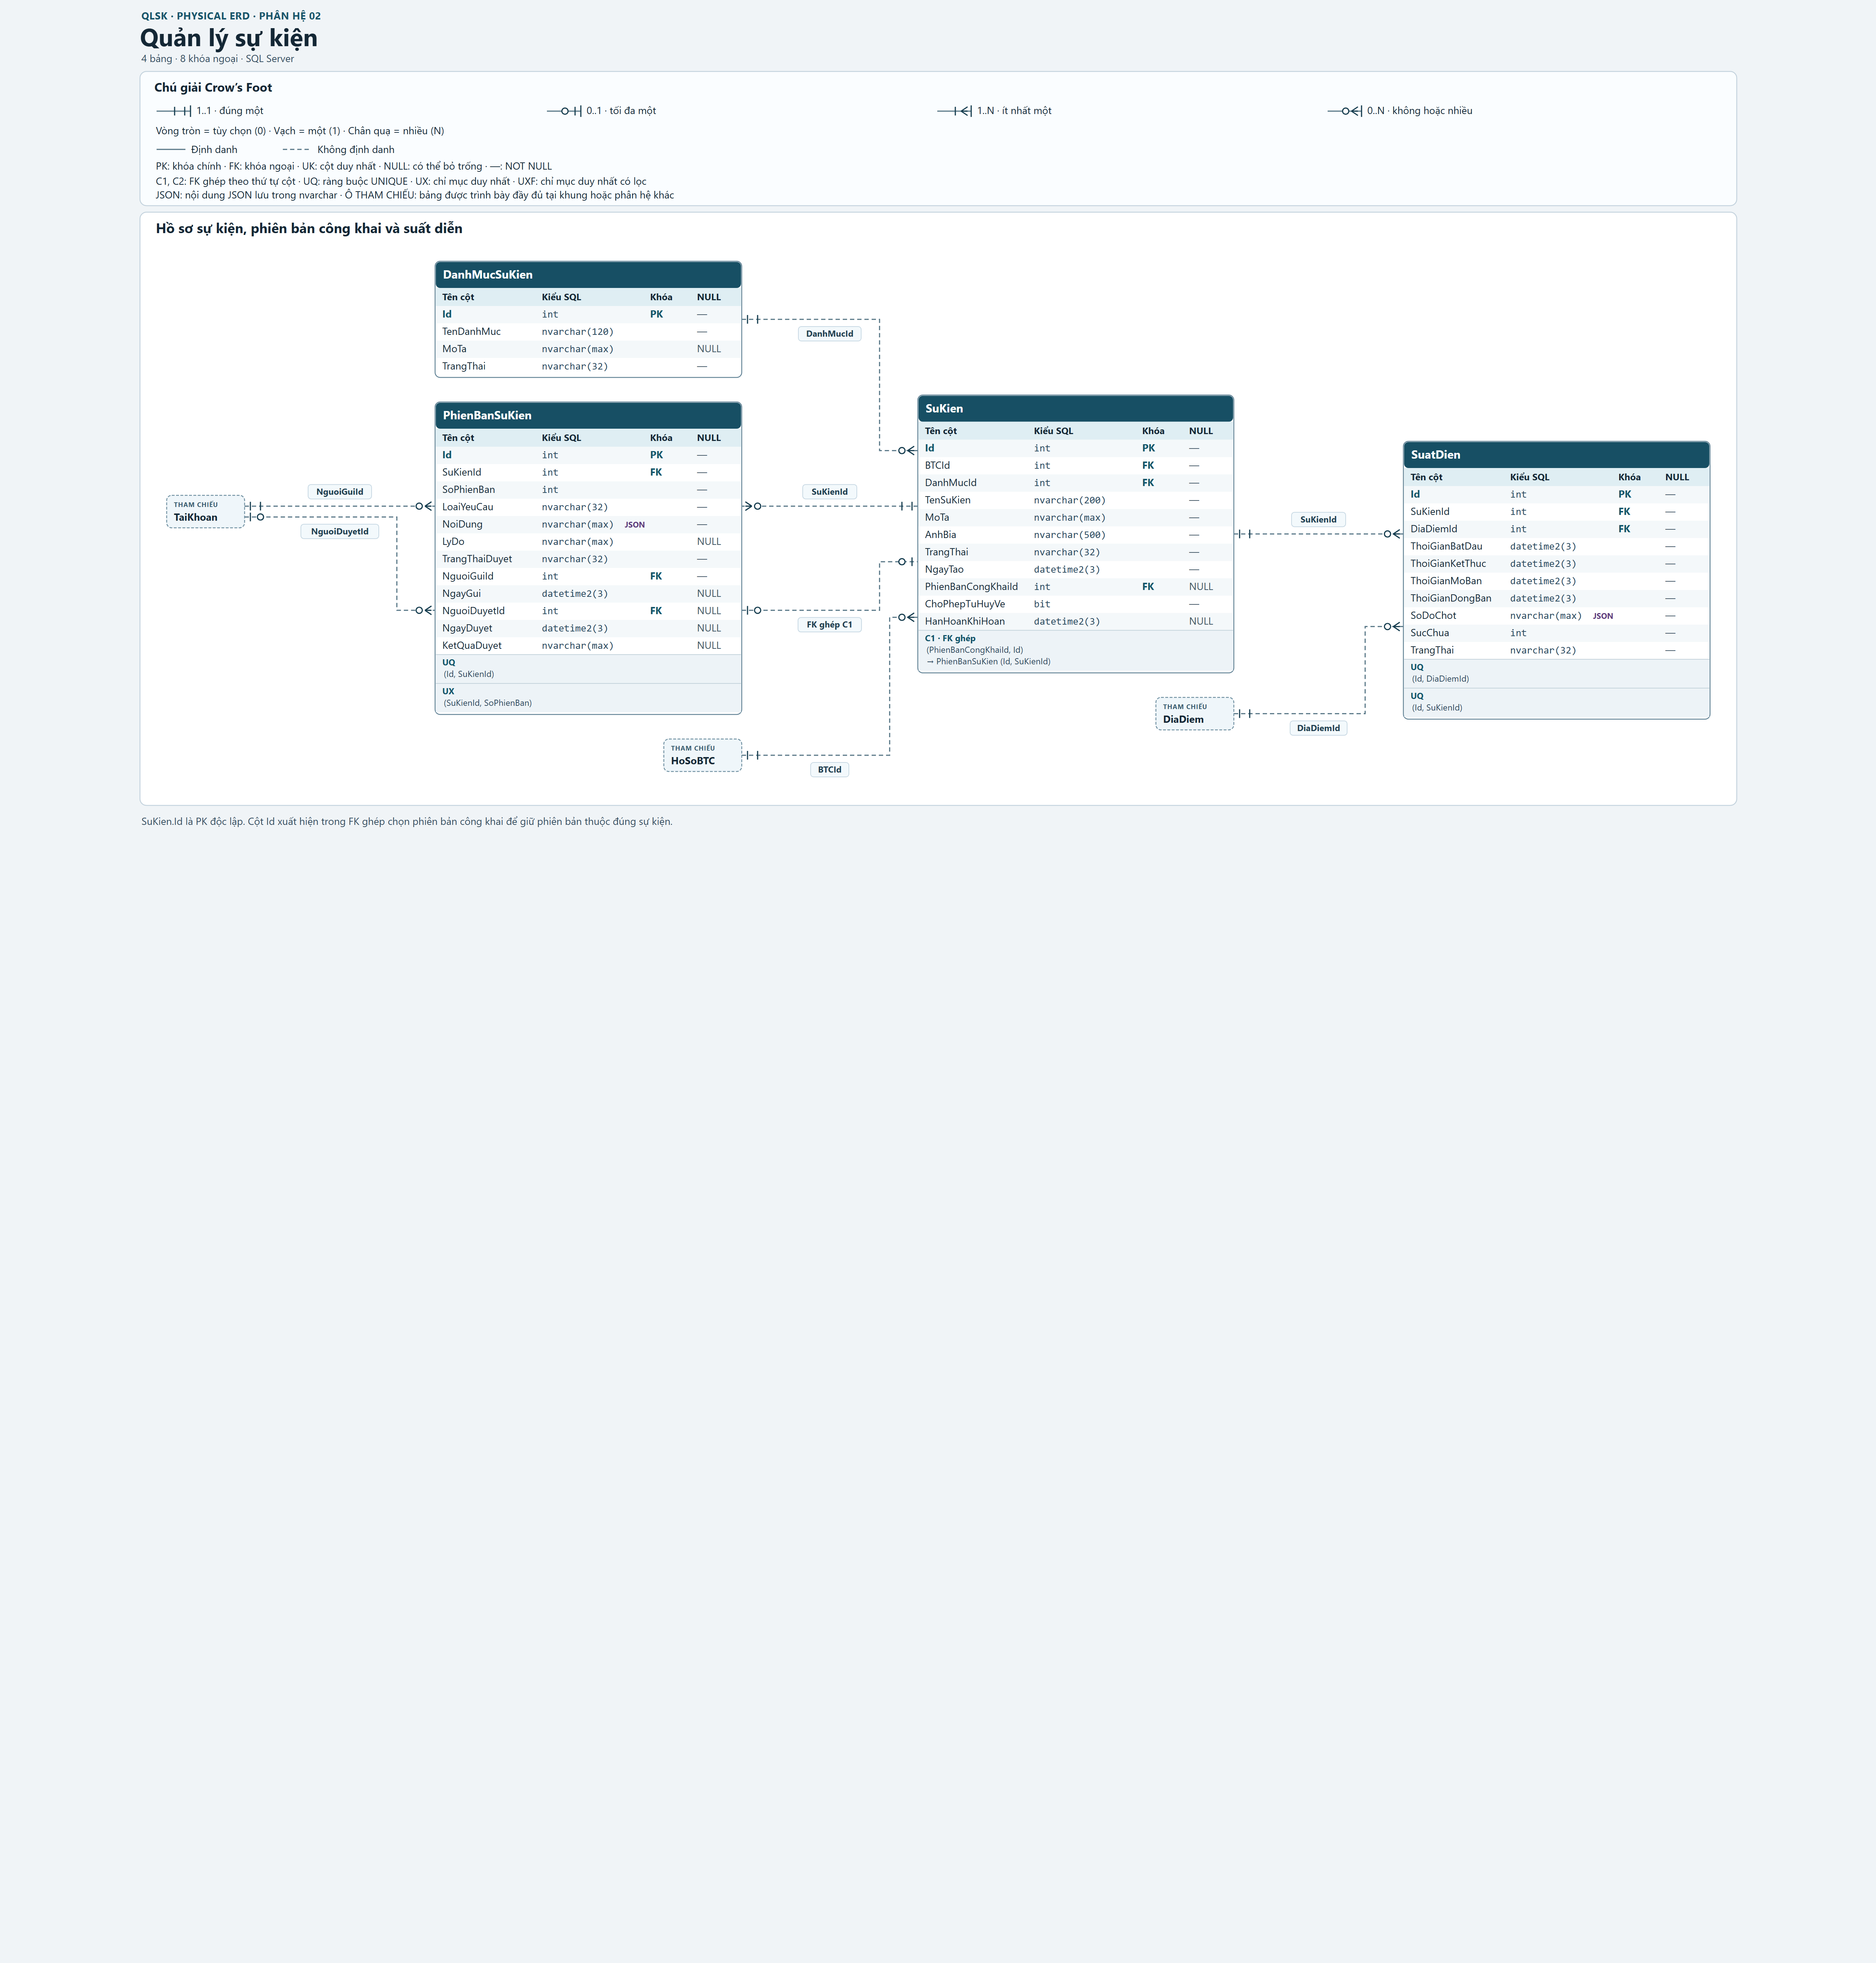 QLSK · PHYSICAL ERD · PHÂN HỆ 02
Quản lý sự kiện
4 bảng · 8 khóa ngoại · SQL Server
Chú giải Crow's Foot
1..1 · đúng một
0..1 · tối đa một
1..N · ít nhất một
0..N · không hoặc nhiều
Vòng tròn = tùy chọn (0) · Vạch = một (1) · Chân quạ = nhiều (N)
Định danh
Không định danh
PK: khóa chính · FK: khóa ngoại · UK: cột duy nhất · NULL: có thể bỏ trống · —: NOT NULL
C1, C2: FK ghép theo thứ tự cột · UQ: ràng buộc UNIQUE · UX: chỉ mục duy nhất · UXF: chỉ mục duy nhất có lọc
JSON: nội dung JSON lưu trong nvarchar · Ô THAM CHIẾU: bảng được trình bày đầy đủ tại khung hoặc phân hệ khác
Hồ sơ sự kiện, phiên bản công khai và suất diễn
DanhMucSuKien
Tên cột Kiểu SQL Khóa NULL
Id int PK —
TenDanhMuc nvarchar(120) —
MoTa nvarchar(max) NULL
TrangThai nvarchar(32) —
DanhMucId
PhienBanSuKien
Tên cột Kiểu SQL Khóa NULL
Id int PK —
SuKienId int FK —
SoPhienBan int —
LoaiYeuCau nvarchar(32) —
NoiDung nvarchar(max) JSON —
LyDo nvarchar(max) NULL
TrangThaiDuyet nvarchar(32) —
NguoiGuiId int FK —
NgayGui datetime2(3) NULL
NguoiDuyetId int FK NULL
NgayDuyet datetime2(3) NULL
KetQuaDuyet nvarchar(max) NULL
UQ
(Id, SuKienId)
UX
(SuKienId, SoPhienBan)
THAM CHIẾU
TaiKhoan
NguoiGuiId
NguoiDuyetId
SuKienId
FK ghép C1
SuKien
Tên cột Kiểu SQL Khóa NULL
Id int PK —
BTCId int FK —
DanhMucId int FK —
TenSuKien nvarchar(200) —
MoTa nvarchar(max) —
AnhBia nvarchar(500) —
TrangThai nvarchar(32) —
NgayTao datetime2(3) —
PhienBanCongKhaiId int FK NULL
ChoPhepTuHuyVe bit —
HanHoanKhiHoan datetime2(3) NULL
C1 · FK ghép
(PhienBanCongKhaiId, Id)
→ PhienBanSuKien (Id, SuKienId)
SuKienId
SuatDien
Tên cột Kiểu SQL Khóa NULL
Id int PK —
SuKienId int FK —
DiaDiemId int FK —
ThoiGianBatDau datetime2(3) —
ThoiGianKetThuc datetime2(3) —
ThoiGianMoBan datetime2(3) —
ThoiGianDongBan datetime2(3) —
SoDoChot nvarchar(max) JSON —
SucChua int —
TrangThai nvarchar(32) —
UQ
(Id, DiaDiemId)
UQ
(Id, SuKienId)
THAM CHIẾU
DiaDiem
DiaDiemId
THAM CHIẾU
HoSoBTC
BTCId
SuKien.Id là PK độc lập. Cột Id xuất hiện trong FK ghép chọn phiên bản công khai để giữ phiên bản thuộc đúng sự kiện.